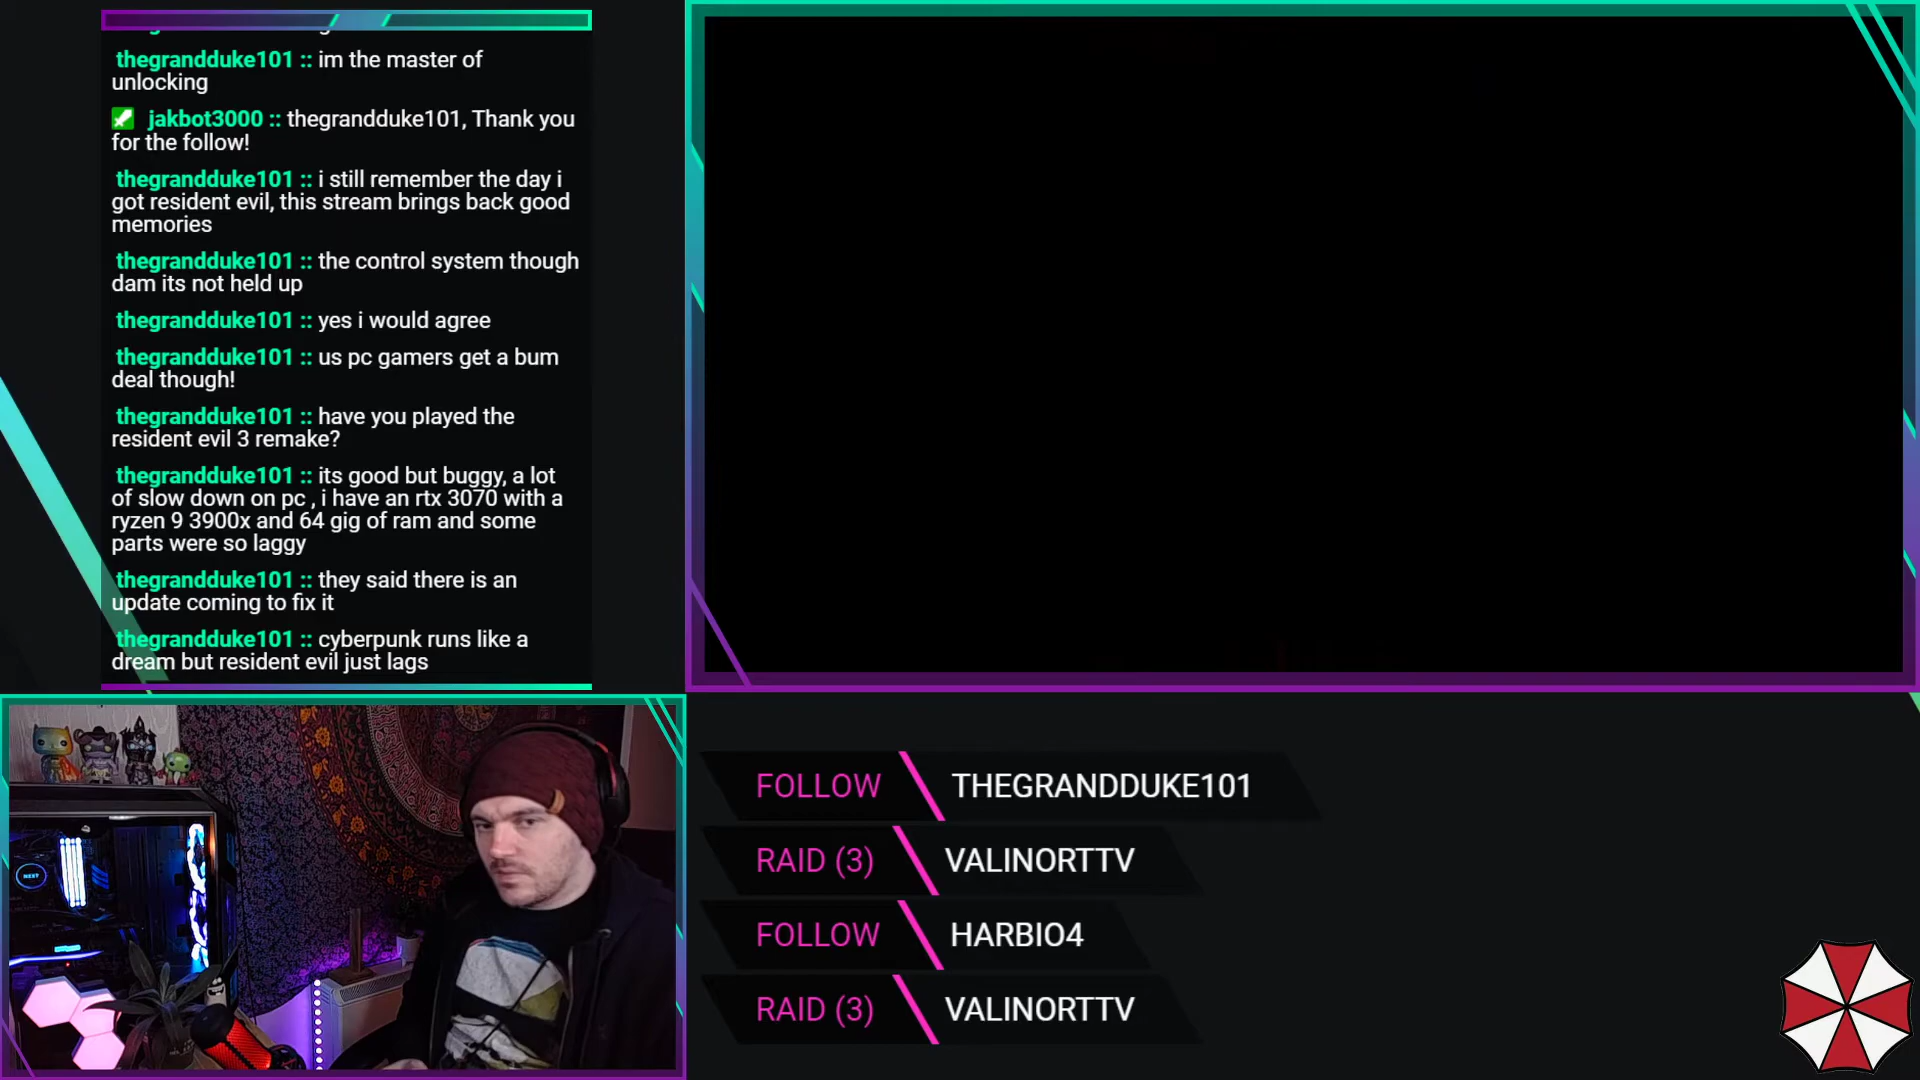 thegrandduke101 :: im the master of
unlocking
jakbot3000 :: thegrandduke101, Thank you
for the follow!
thegrandduke101 :: i still remember the day i
got resident evil, this stream brings back good
memories
thegrandduke101 :: the control system though
dam its not held up
thegrandduke101 :: yes i would agree
thegrandduke101 :: us pc gamers get a bum
deal though!
thegrandduke101 :: have you played the
resident evil 3 remake?
thegrandduke101 :: its good but buggy, a lot
of slow down on pc , i have an rtx 3070 with a
ryzen 9 3900x and 64 gig of ram and some
parts were so laggy
thegrandduke101 :: they said there is an
update coming to fix it
thegrandduke101 :: cyberpunk runs like a
dream but resident evil just lags
NZXT
FOLLOW THEGRANDDUKE101
RAID (3) VALINORTTV
FOLLOW HARBIO4
RAID (3) VALINORTTV